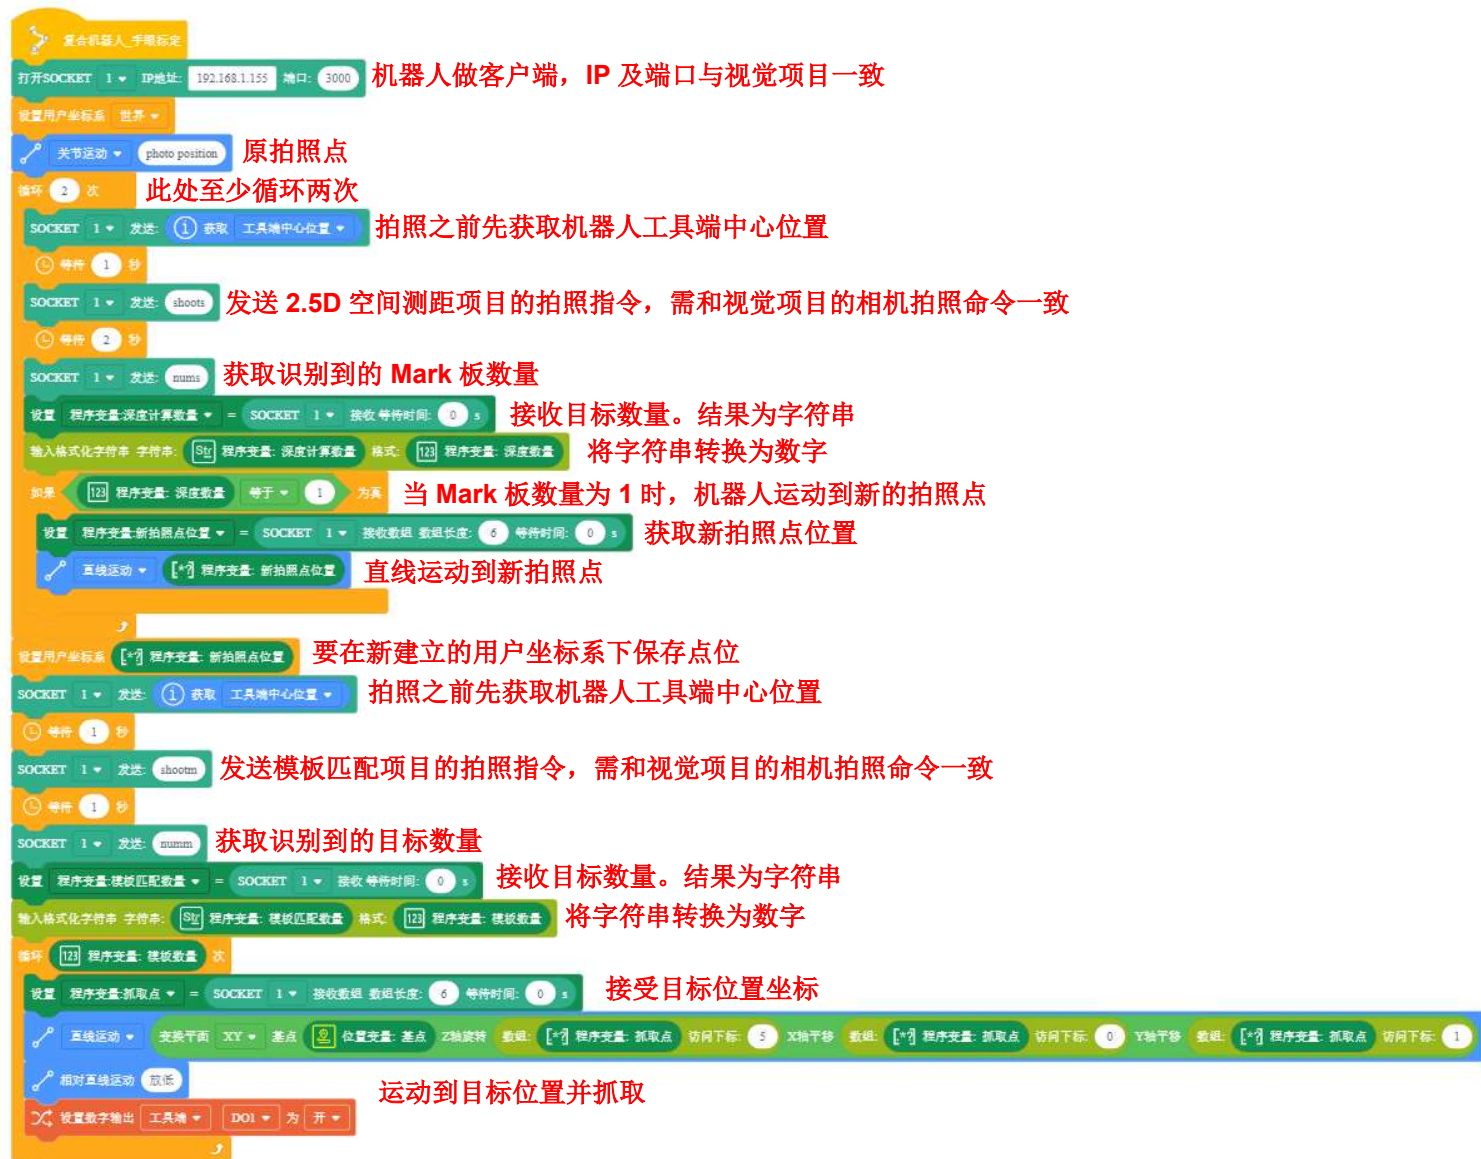 复合机器人_手眼标定
打开SOCKET 1 IP地址: 192.168.1.155 端口: 3000 机器人做客户端，IP 及端口与视觉项目一致
设置用户坐标系 世界
关节运动 photo position 原拍照点
循环 2 次 此处至少循环两次
SOCKET 1 发送: 获取 工具端中心位置 拍照之前先获取机器人工具端中心位置
等待 1 秒
SOCKET 1 发送: shoots 发送 2.5D 空间测距项目的拍照指令，需和视觉项目的相机拍照命令一致
等待 2 秒
SOCKET 1 发送: nums 获取识别到的 Mark 板数量
设置 程序变量:深度计算数量 = SOCKET 1 接收 等待时间: 0 s 接收目标数量。结果为字符串
输入格式化字符串 字符串: Str 程序变量: 深度计算数量 格式: 123 程序变量: 深度数量 将字符串转换为数字
如果 123 程序变量: 深度数量 等于 1 为真 当 Mark 板数量为 1 时，机器人运动到新的拍照点
设置 程序变量:新拍照点位置 = SOCKET 1 接收数组 数组长度: 6 等待时间: 0 s 获取新拍照点位置
直线运动 [*?] 程序变量: 新拍照点位置 直线运动到新拍照点
设置用户坐标系 [*?] 程序变量: 新拍照点位置 要在新建立的用户坐标系下保存点位
SOCKET 1 发送: 获取 工具端中心位置 拍照之前先获取机器人工具端中心位置
等待 1 秒
SOCKET 1 发送: shootm 发送模板匹配项目的拍照指令，需和视觉项目的相机拍照命令一致
等待 1 秒
SOCKET 1 发送: numm 获取识别到的目标数量
设置 程序变量:模板匹配数量 = SOCKET 1 接收 等待时间: 0 s 接收目标数量。结果为字符串
输入格式化字符串 字符串: Str 程序变量: 模板匹配数量 格式: 123 程序变量: 模板数量 将字符串转换为数字
循环 123 程序变量: 模板数量 次
设置 程序变量:抓取点 = SOCKET 1 接收数组 数组长度: 6 等待时间: 0 s 接受目标位置坐标
直线运动 变换平面 XY 基点 位置变量: 基点 Z轴旋转 数组: [*?] 程序变量: 抓取点 访问下标: 5 X轴平移 数组: [*?] 程序变量: 抓取点 访问下标: 0 Y轴平移 数组: [*?] 程序变量: 抓取点 访问下标: 1
相对直线运动 放低
运动到目标位置并抓取
设置数字输出 工具端 DO1 为 开